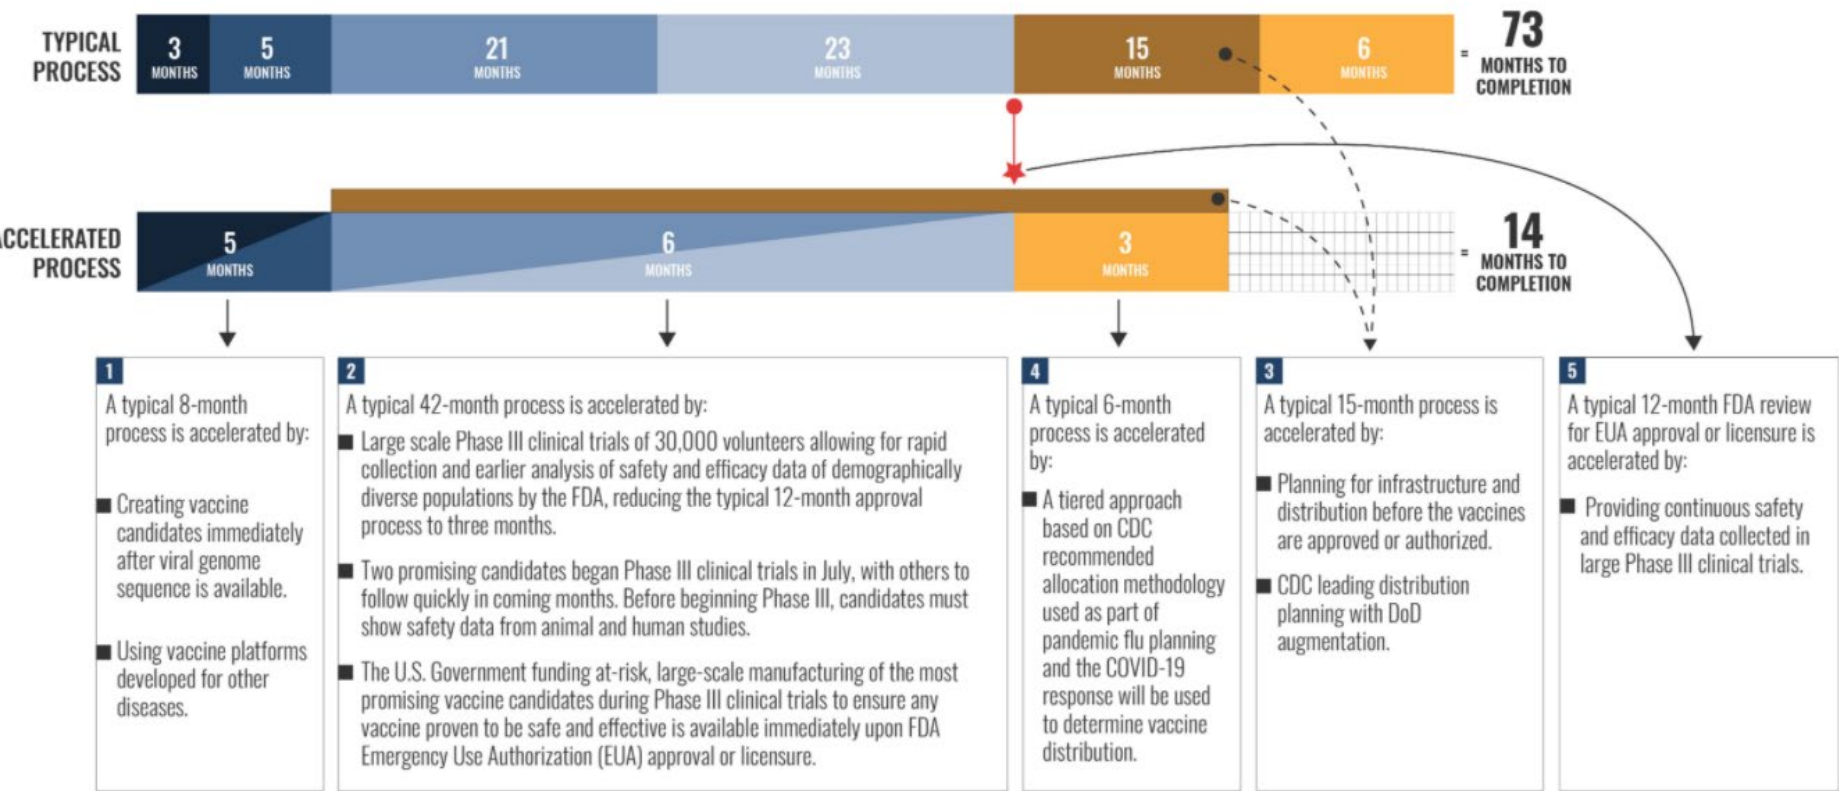 TYPICAL
PROCESS
3
MONTHS
5
MONTHS
21
MONTHS
23
MONTHS
15
MONTHS
6
MONTHS
=
73
MONTHS TO
COMPLETION
ACCELERATED
PROCESS
5
MONTHS
6
MONTHS
3
MONTHS
=
14
MONTHS TO
COMPLETION
1
A typical 8-month
process is accelerated by:
■ Creating vaccine
candidates immediately
after viral genome
sequence is available.
■ Using vaccine platforms
developed for other
diseases.
2
A typical 42-month process is accelerated by:
■ Large scale Phase III clinical trials of 30,000 volunteers allowing for rapid
collection and earlier analysis of safety and efficacy data of demographically
diverse populations by the FDA, reducing the typical 12-month approval
process to three months.
■ Two promising candidates began Phase III clinical trials in July, with others to
follow quickly in coming months. Before beginning Phase III, candidates must
show safety data from animal and human studies.
■ The U.S. Government funding at-risk, large-scale manufacturing of the most
promising vaccine candidates during Phase III clinical trials to ensure any
vaccine proven to be safe and effective is available immediately upon FDA
Emergency Use Authorization (EUA) approval or licensure.
4
A typical 6-month
process is accelerated
by:
■ A tiered approach
based on CDC
recommended
allocation methodology
used as part of
pandemic flu planning
and the COVID-19
response will be used
to determine vaccine
distribution.
3
A typical 15-month process is
accelerated by:
■ Planning for infrastructure and
distribution before the vaccines
are approved or authorized.
■ CDC leading distribution
planning with DoD
augmentation.
5
A typical 12-month FDA review
for EUA approval or licensure is
accelerated by:
■ Providing continuous safety
and efficacy data collected in
large Phase III clinical trials.